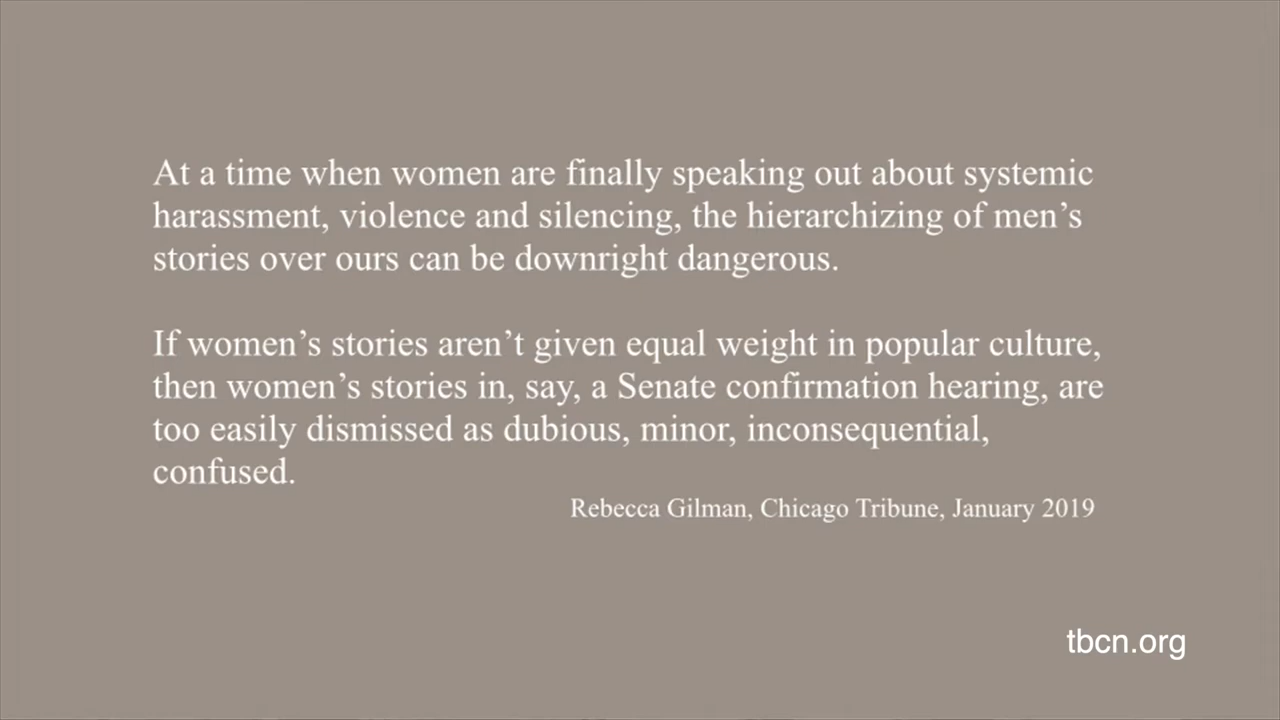 At a time when women are finally speaking out about systemic
harassment, violence and silencing, the hierarchizing of men’s
stories over ours can be downright dangerous.
If women’s stories aren’t given equal weight in popular culture,
then women’s stories in, say, a Senate confirmation hearing, are
too easily dismissed as dubious, minor, inconsequential,
confused.
Rebecca Gilman, Chicago Tribune, January 2019
tbcn.org